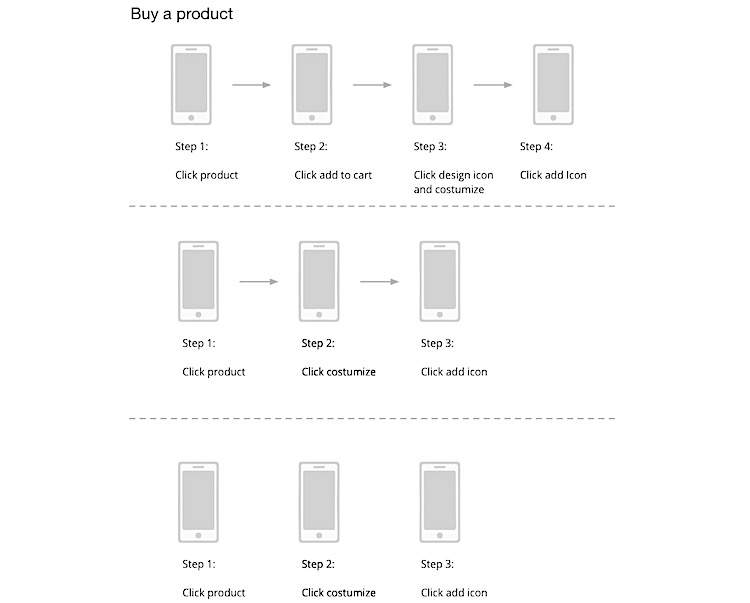 Buy a product
Step 1:
Step 2:
Step 3:
Step 4:
Click product
Click add to cart
Click design icon
and costumize
Click add Icon
Step 1:
Step 2:
Step 3:
Click product
Click costumize
Click add icon
Step 1:
Step 2:
Step 3:
Click product
Click costumize
Click add icon